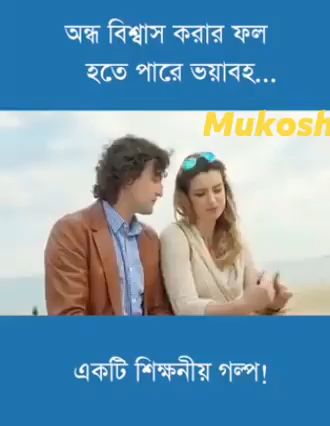 অন্ধ বিশ্বাস করার ফল
হতে পারে ভয়াবহ...
Mukosh
একটি শিক্ষনীয় গল্প!